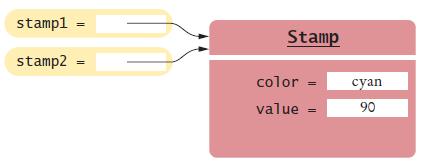 stamp1 =
stamp2 =
Stamp
color = cyan
value = 90